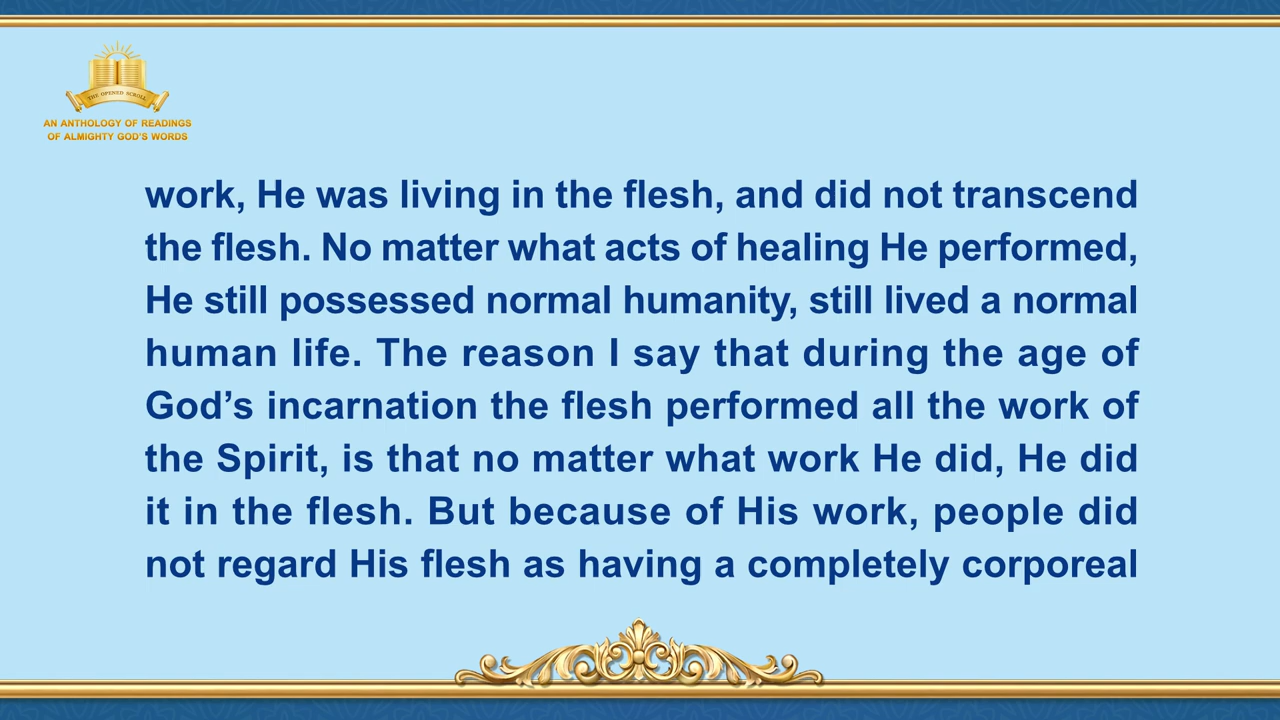 THE OPENED SCROLL
AN ANTHOLOGY OF READINGS
OF ALMIGHTY GOD'S WORDS
work, He was living in the flesh, and did not transcend
the flesh. No matter what acts of healing He performed,
He still possessed normal humanity, still lived a normal
human life. The reason I say that during the age of
God’s incarnation the flesh performed all the work of
the Spirit, is that no matter what work He did, He did
it in the flesh. But because of His work, people did
not regard His flesh as having a completely corporeal